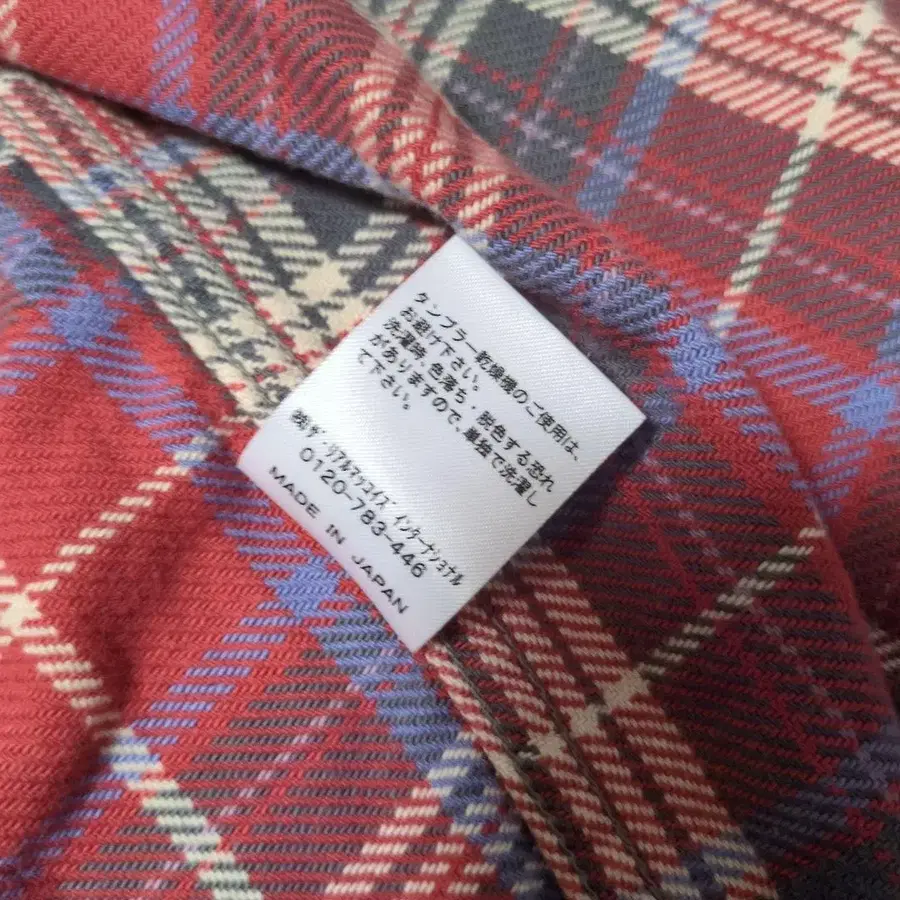 タンブラー乾燥機のご使用は、
お避け下さい。
洗濯時、色落ち・脱色する恐れ
がありますので、単独で洗濯し
て下さい。
㈱ザ・リアルマッコイズ インターナショナル
0120-783-446
MADE IN JAPAN